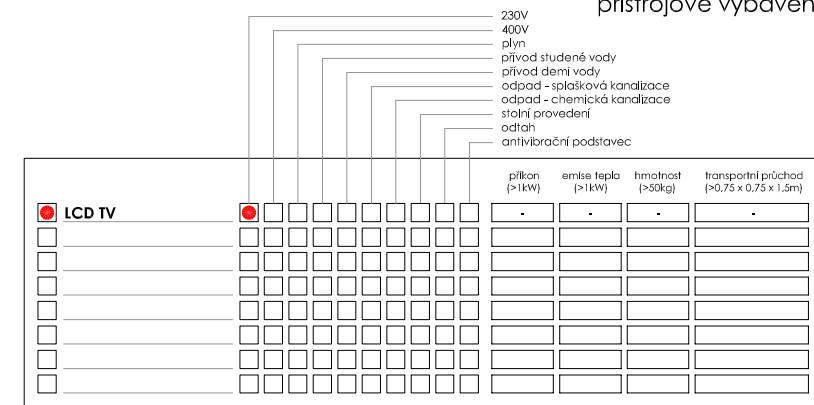 přístrojové vybaven
230V
400V
plyn
přívod studené vody
přívod demi vody
odpad - splašková kanalizace
odpad - chemická kanalizace
stolní provedení
odtah
antivibrační podstavec
příkon emise tepla hmotnost transportní průchod
(>1kW) (>1kW) (>50kg) (>0,75 x 0,75 x 1,5m)
LCD TV - - - -